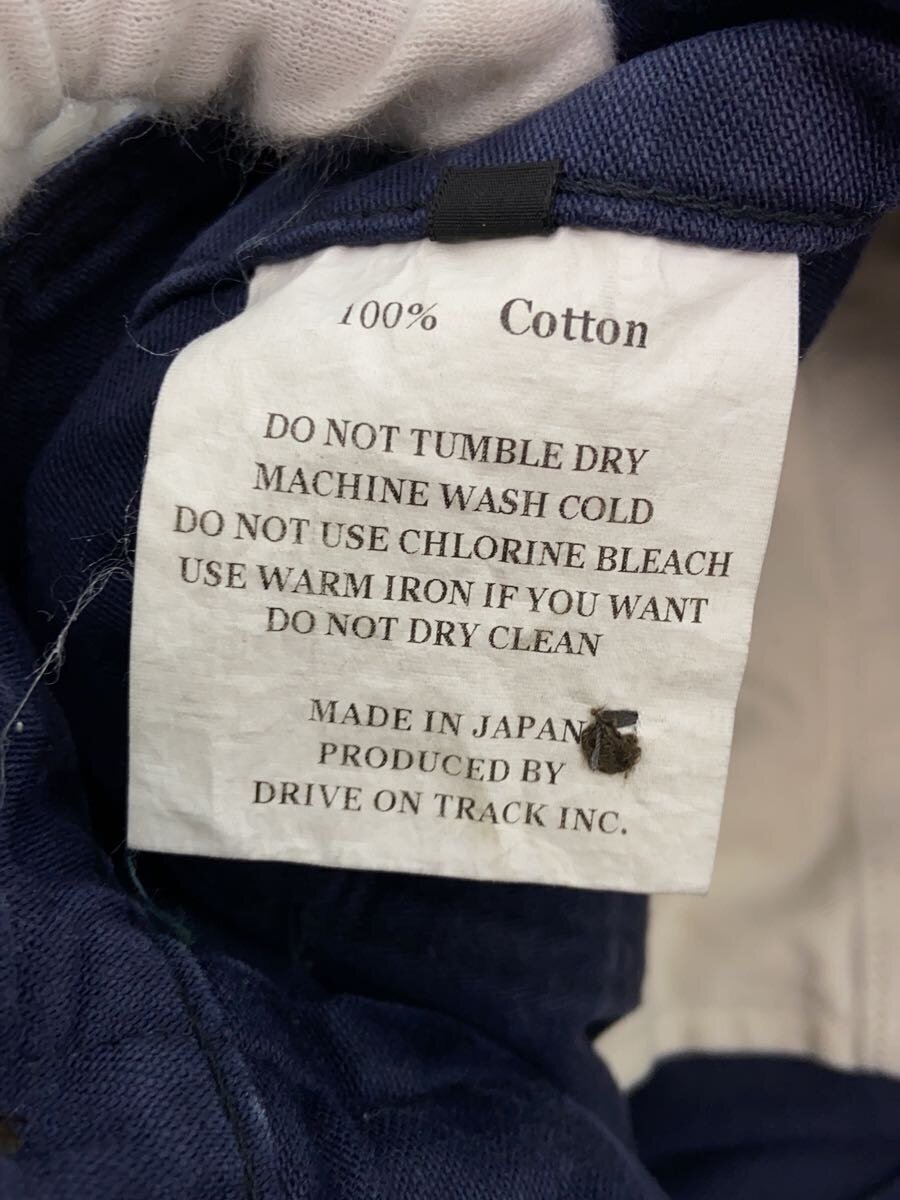 100% Cotton
DO NOT TUMBLE DRY
MACHINE WASH COLD
DO NOT USE CHLORINE BLEACH
USE WARM IRON IF YOU WANT
DO NOT DRY CLEAN
MADE IN JAPAN
PRODUCED BY
DRIVE ON TRACK INC.